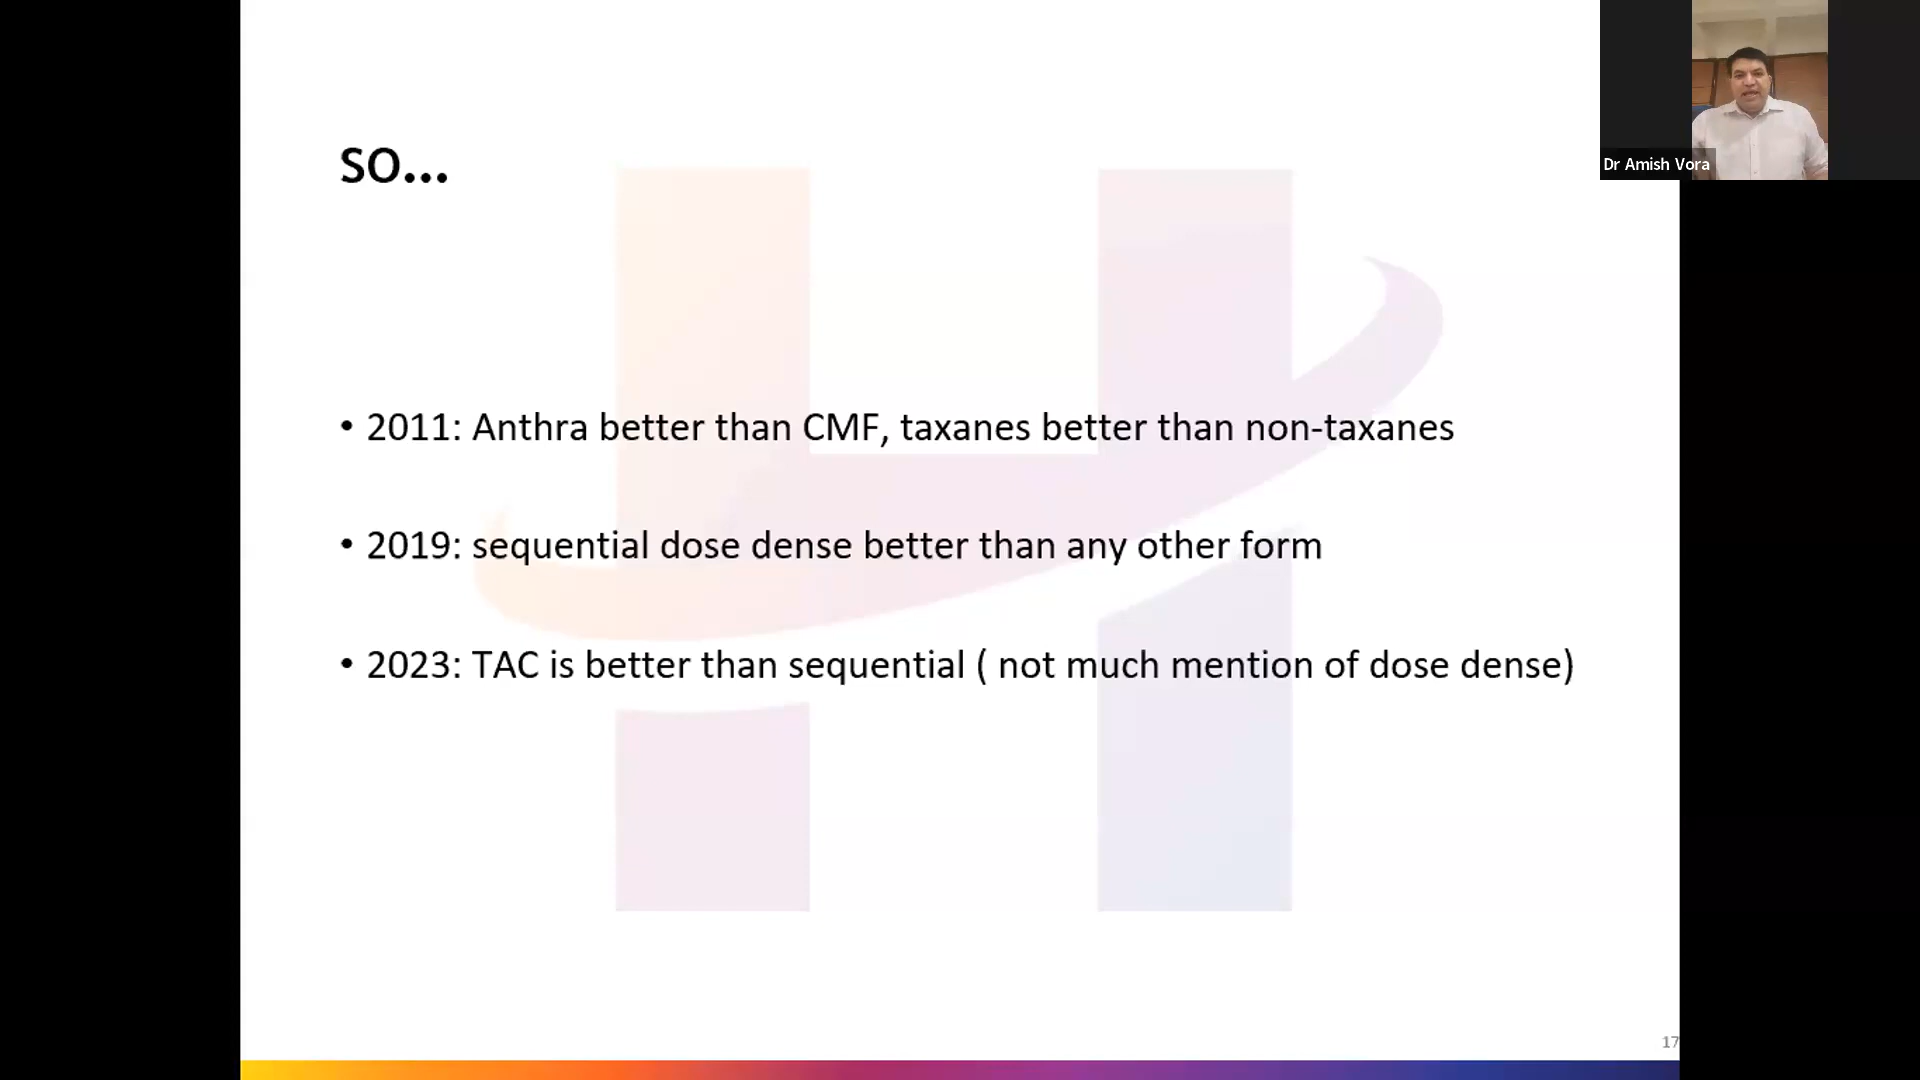 SO...
• 2011: Anthra better than CMF, taxanes better than non-taxanes
• 2019: sequential dose dense better than any other form
• 2023: TAC is better than sequential ( not much mention of dose dense)
Dr Amish Vora
17